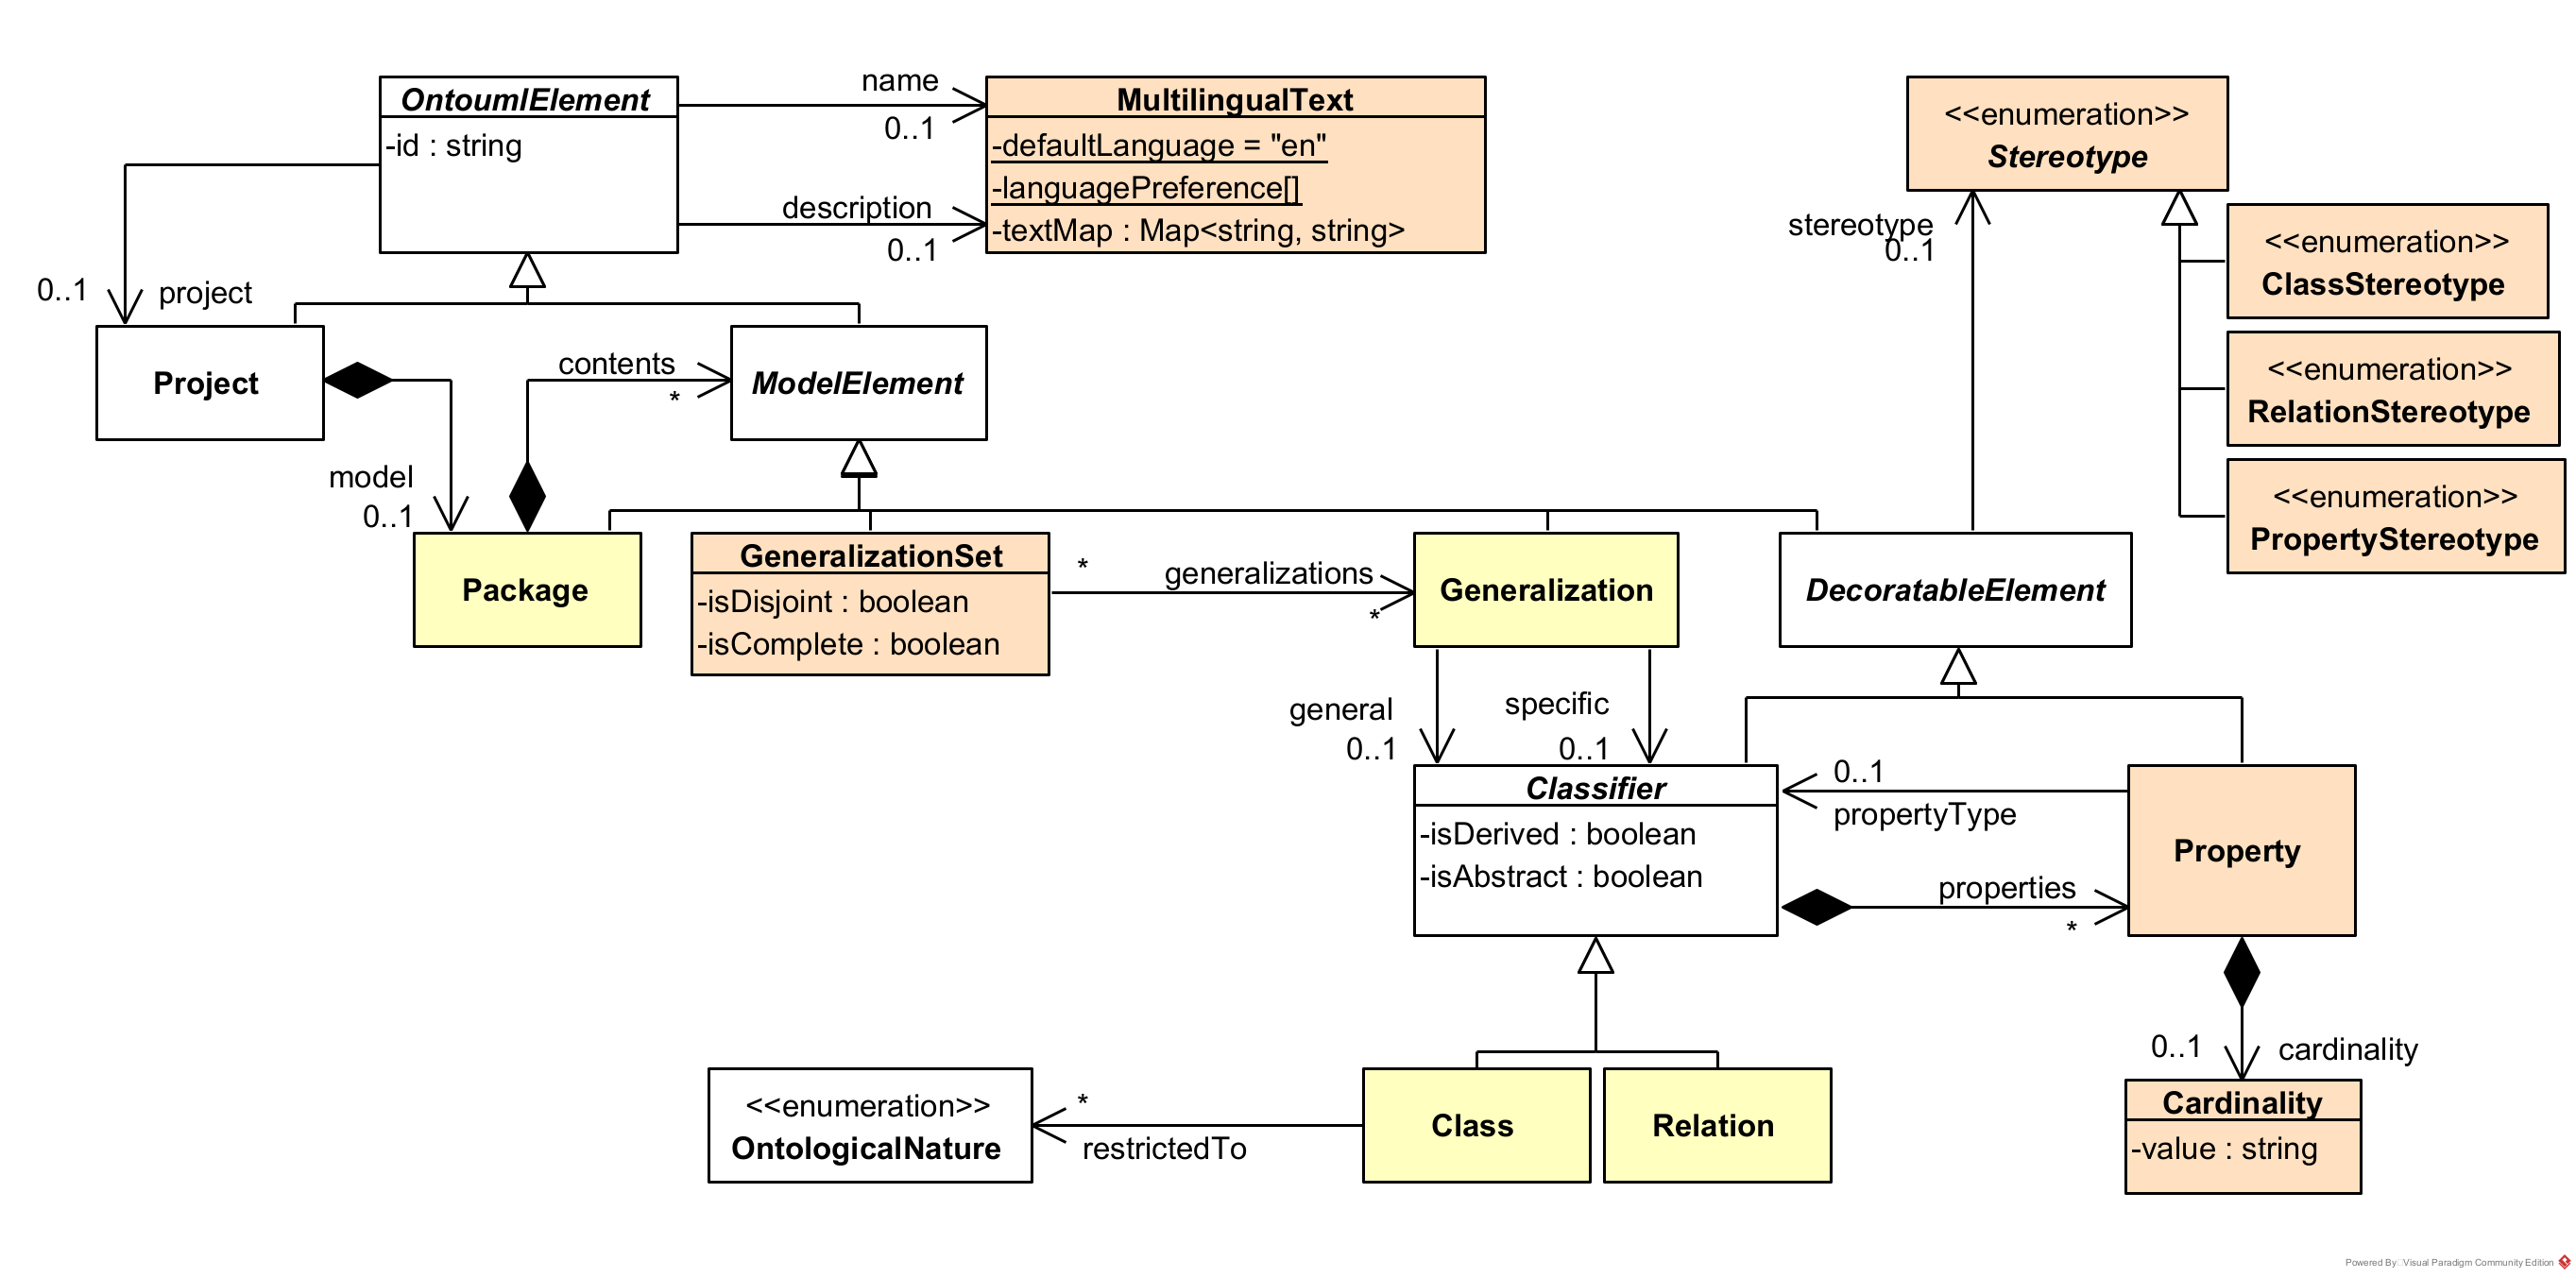 OntoumlElement
-id : string
name
0..1
description
0..1
MultilingualText
-defaultLanguage = "en"
-languagePreference[]
-textMap : Map<string, string>
<<enumeration>>
Stereotype
stereotype
0..1
<<enumeration>>
ClassStereotype
<<enumeration>>
RelationStereotype
<<enumeration>>
PropertyStereotype
0..1
project
Project
contents
*
ModelElement
model
0..1
Package
GeneralizationSet
-isDisjoint : boolean
-isComplete : boolean
*
generalizations
*
Generalization
DecoratableElement
general
0..1
specific
0..1
Classifier
-isDerived : boolean
-isAbstract : boolean
0..1
propertyType
properties
*
Property
0..1
cardinality
Cardinality
-value : string
<<enumeration>>
OntologicalNature
*
restrictedTo
Class
Relation
Powered By Visual Paradigm Community Edition